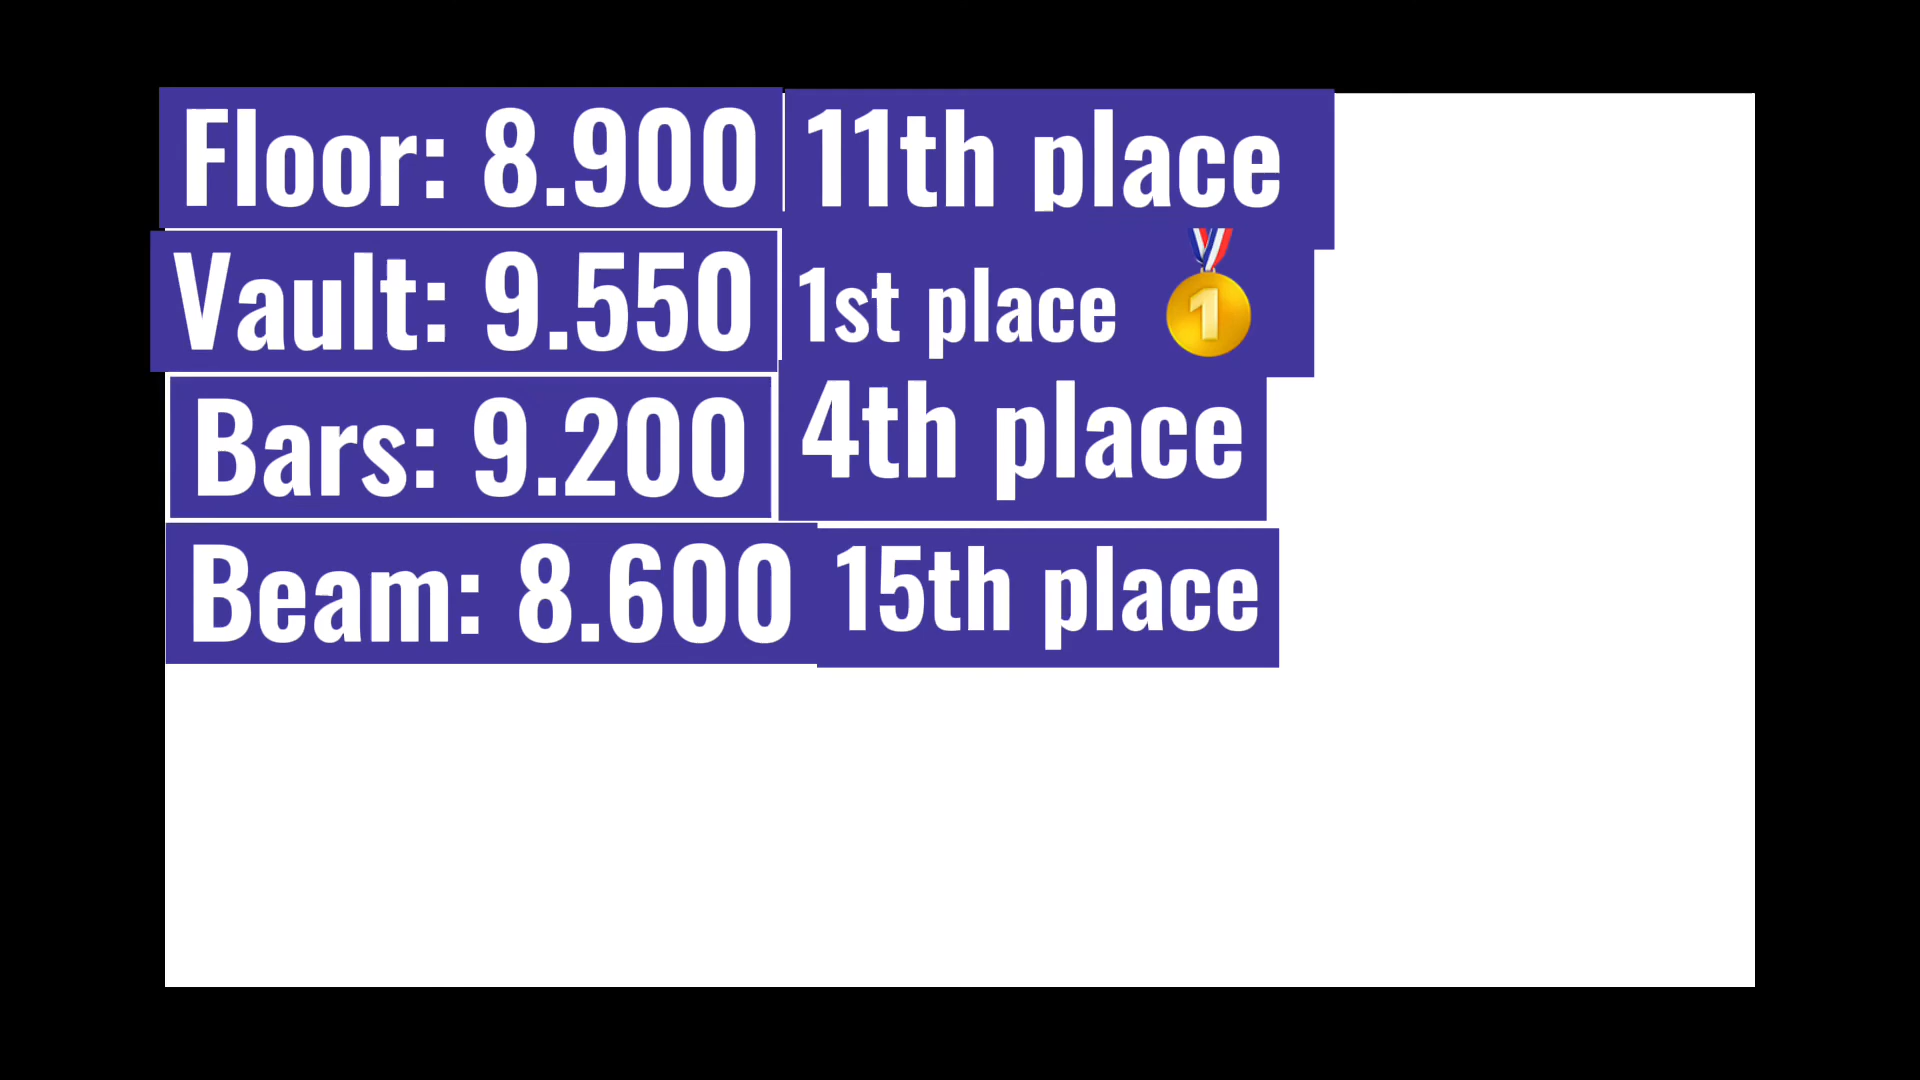 Floor: 8.900 11th place
Vault: 9.550 1st place 🥇
Bars: 9.200 4th place
Beam: 8.600 15th place